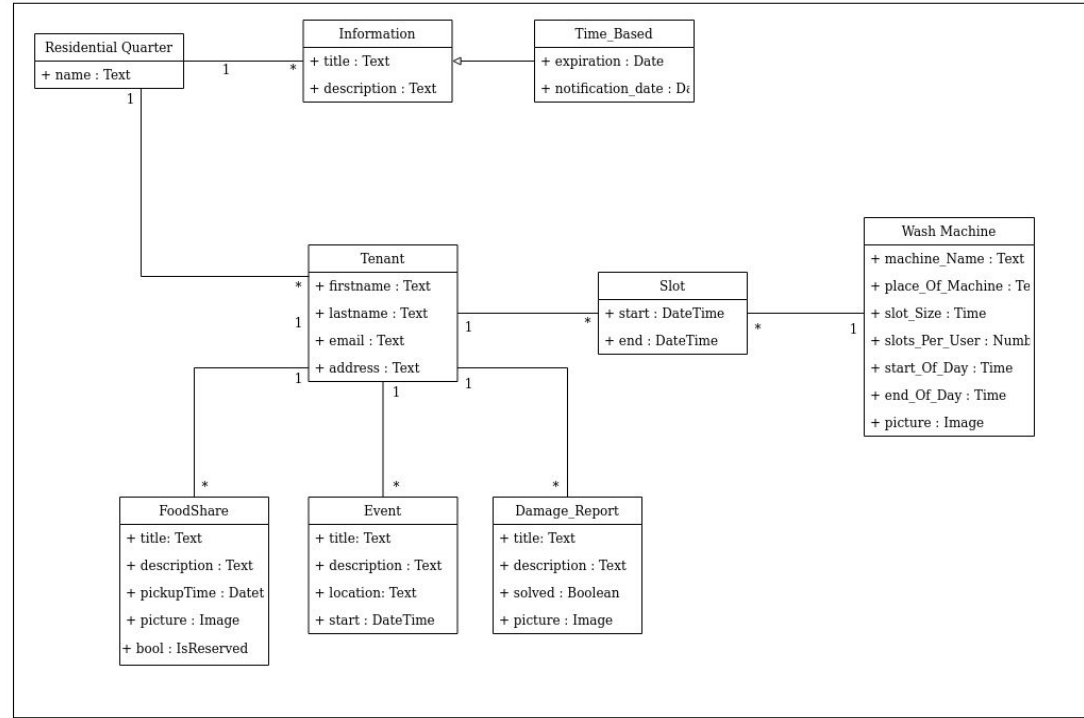 Residential Quarter
+ name : Text
1
*
1
Information
+ title : Text
+ description : Text
Time_Based
+ expiration : Date
+ notification_date : Da
Tenant
+ firstname : Text
+ lastname : Text
+ email : Text
+ address : Text
*
1
1
1
1
1
*
Slot
+ start : DateTime
+ end : DateTime
*
1
Wash Machine
+ machine_Name : Text
+ place_Of_Machine : Te
+ slot_Size : Time
+ slots_Per_User : Numb
+ start_Of_Day : Time
+ end_Of_Day : Time
+ picture : Image
*
FoodShare
+ title: Text
+ description : Text
+ pickupTime : Datet
+ picture : Image
+ bool : IsReserved
*
Event
+ title: Text
+ description : Text
+ location: Text
+ start : DateTime
*
Damage_Report
+ title: Text
+ description : Text
+ solved : Boolean
+ picture : Image